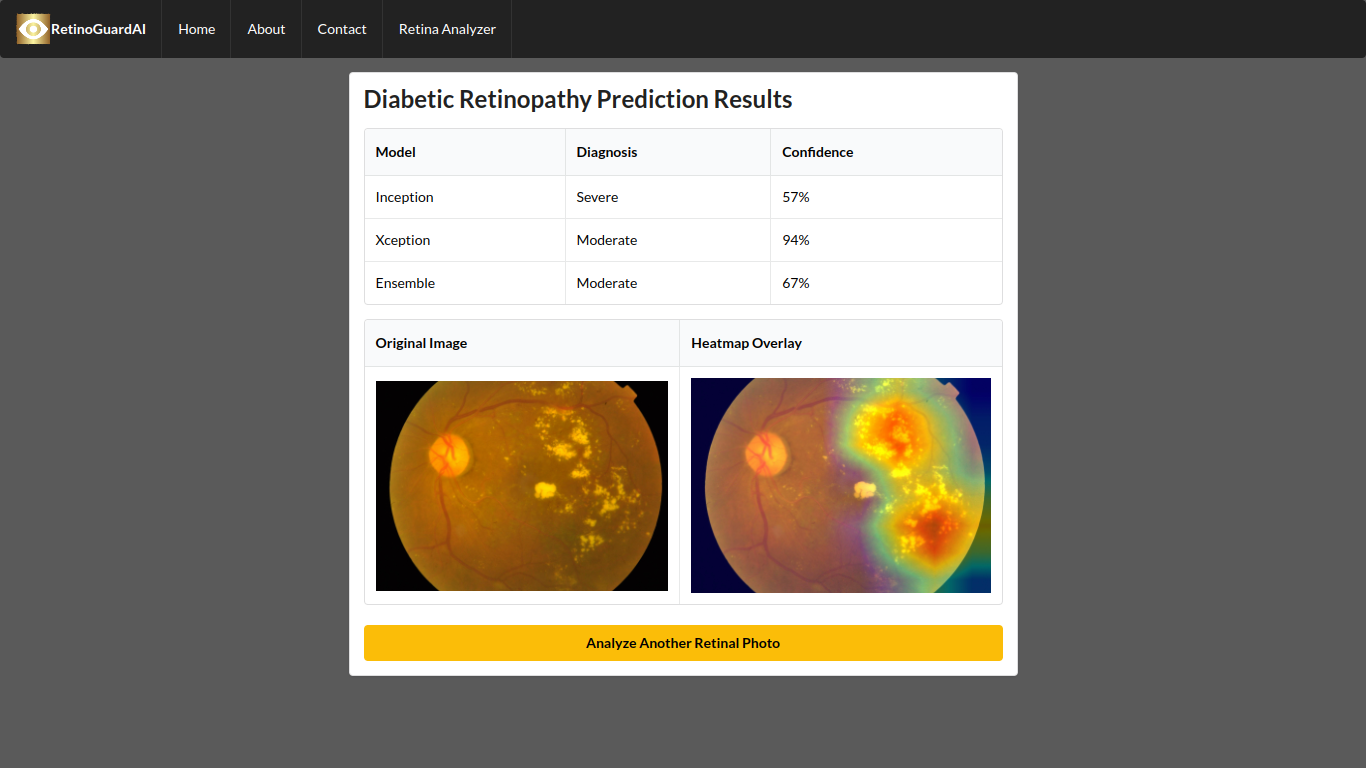 RetinoGuardAI Home About Contact Retina Analyzer
Diabetic Retinopathy Prediction Results
Model Diagnosis Confidence
Inception Severe 57%
Xception Moderate 94%
Ensemble Moderate 67%
Original Image Heatmap Overlay
Analyze Another Retinal Photo